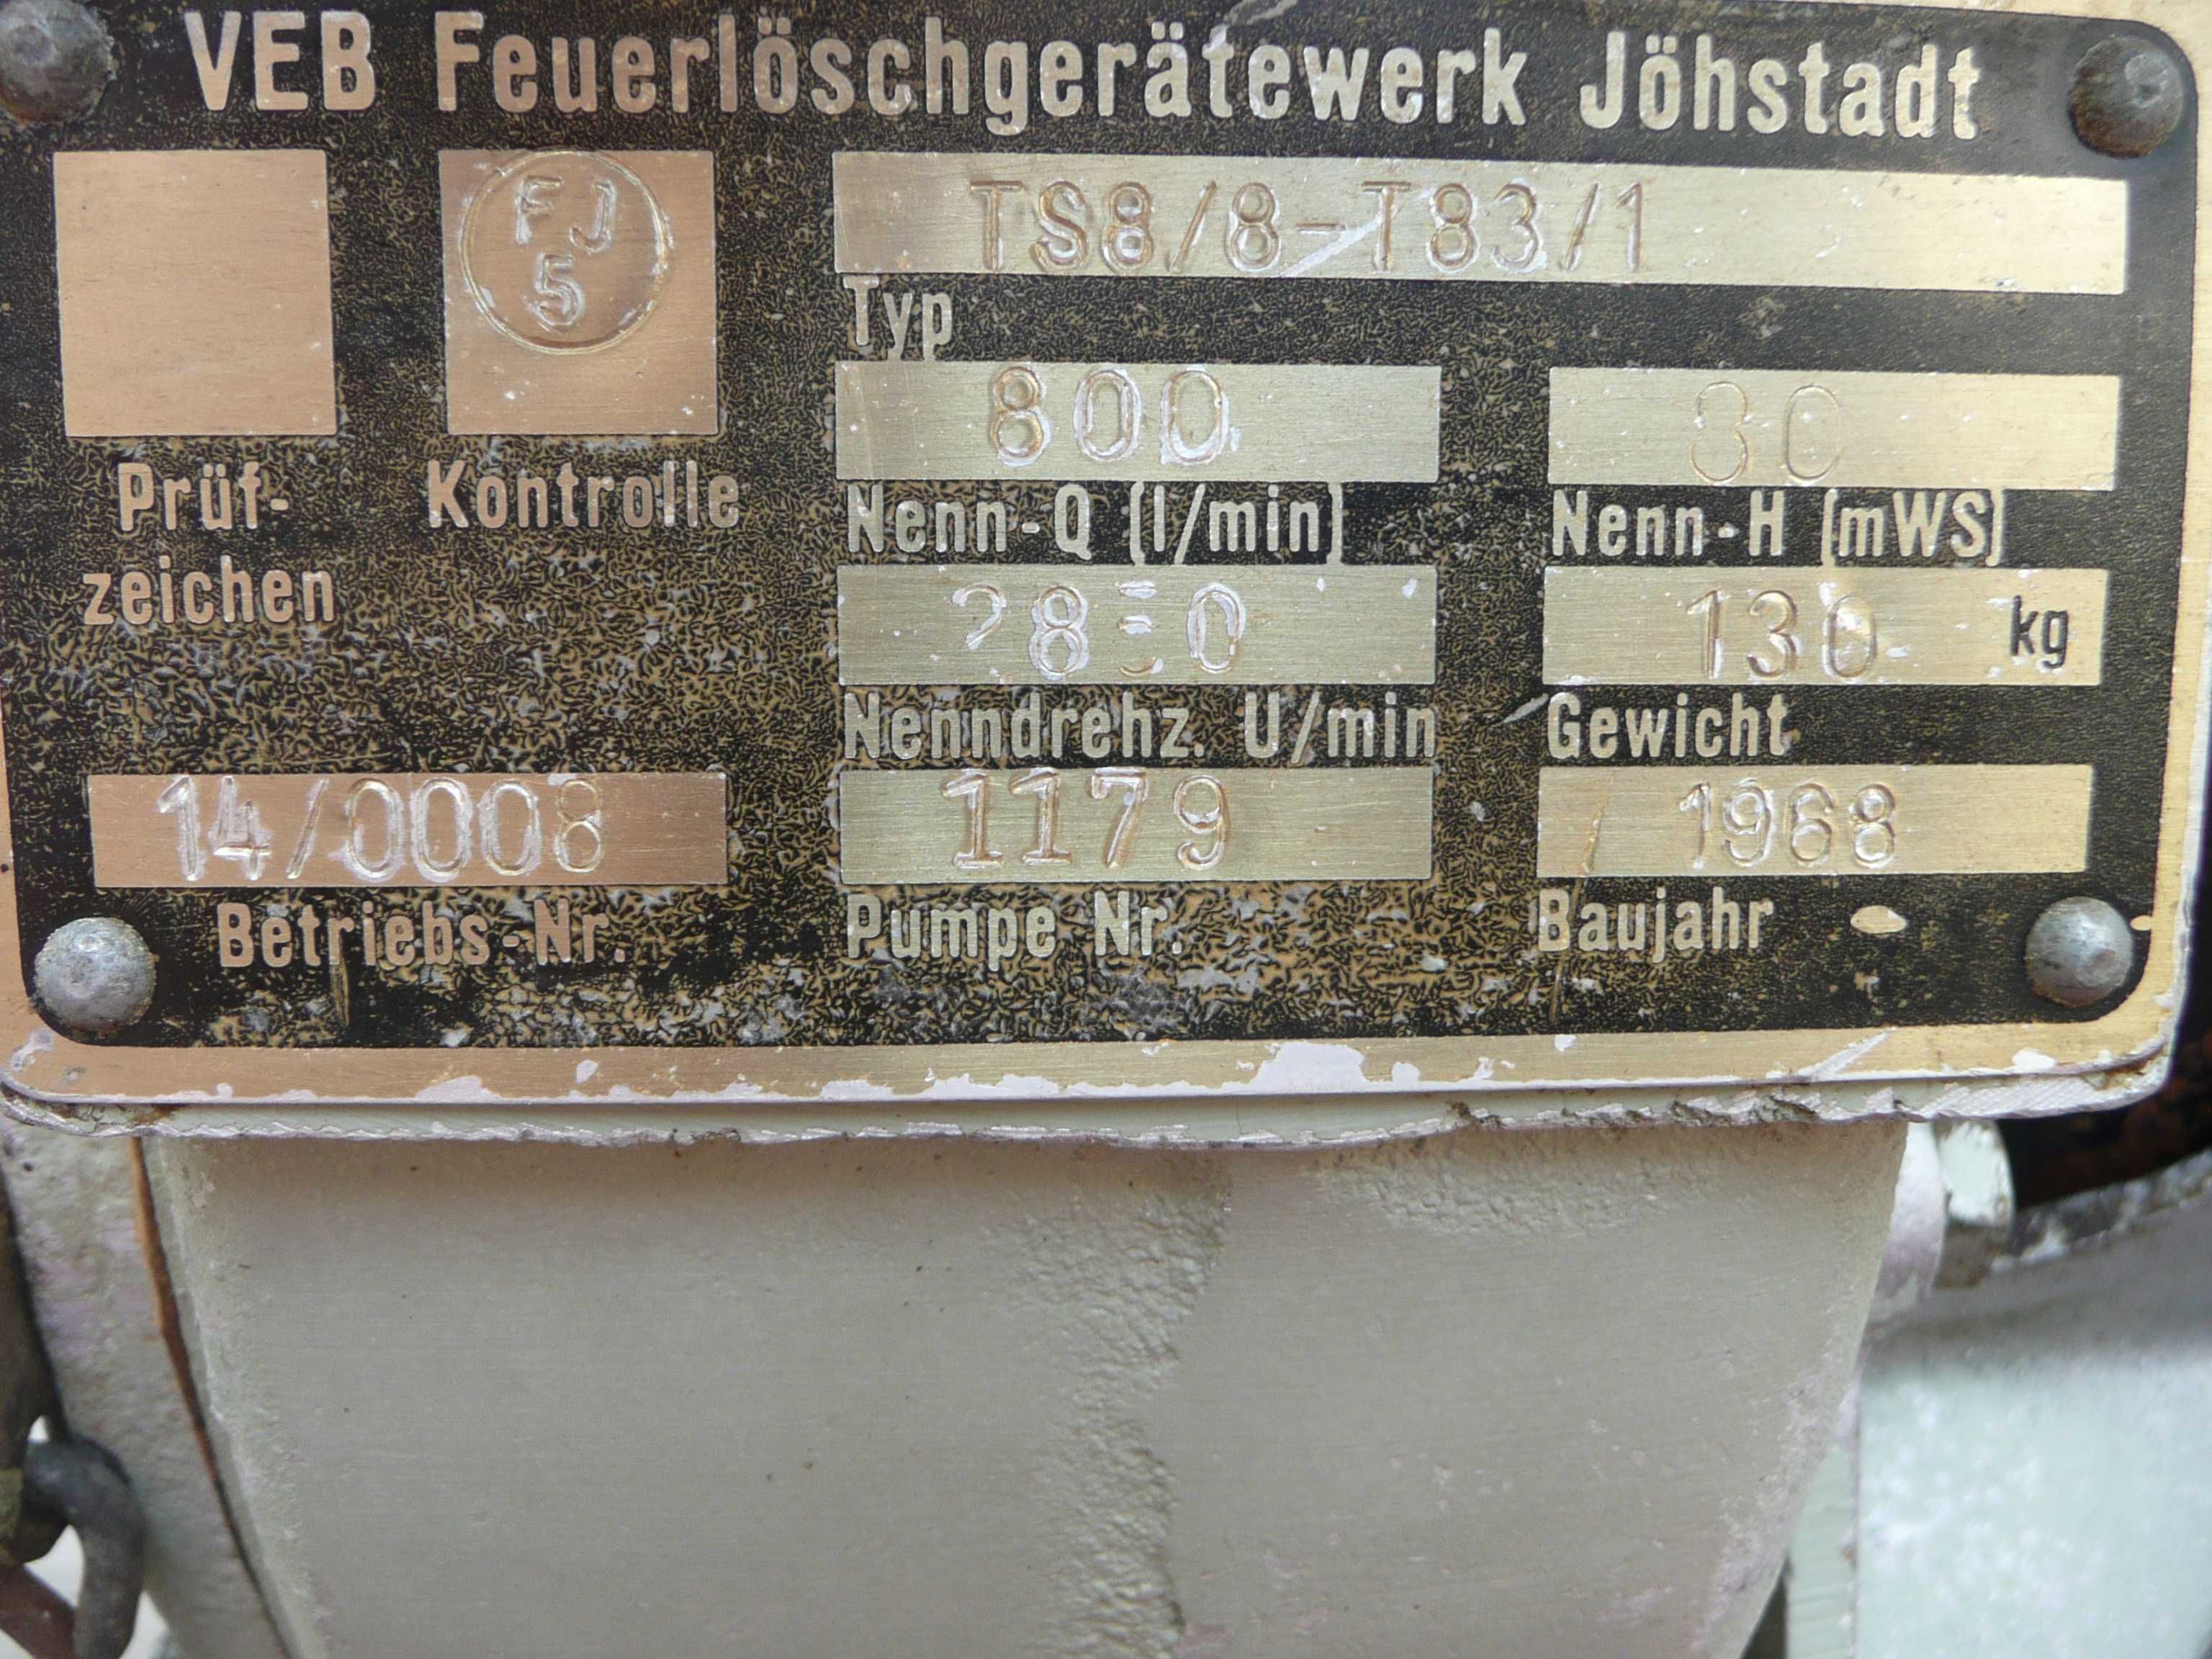 VEB Feuerlöschgerätewerk Jöhstadt
FJ
5
Prüf-
zeichen
Kontrolle
TS8/8-T83/1
Typ
800
Nenn-Q (l/min)
80
Nenn-H (mWS)
Nenndrehz. U/min
130 kg
Gewicht
14/0008
Betriebs-Nr.
1179
Pumpe Nr.
1968
Baujahr